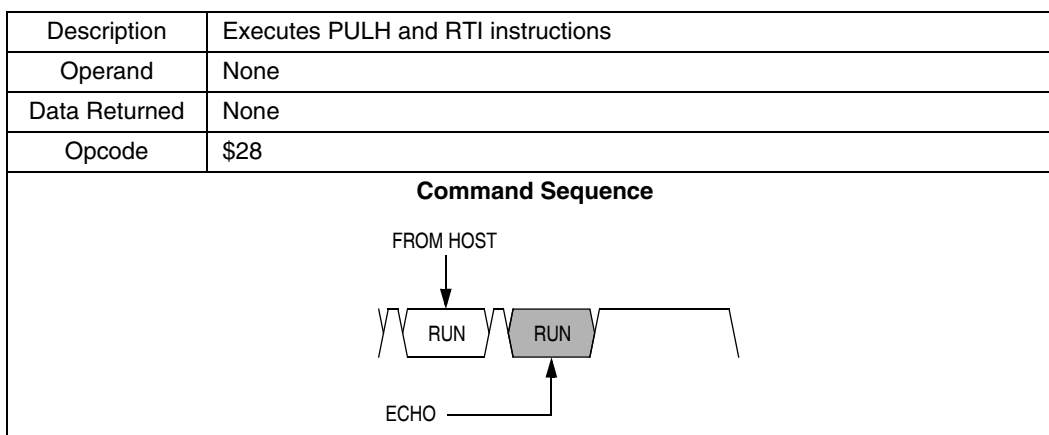 Description Executes PULH and RTI instructions
Operand None
Data Returned None
Opcode $28
Command Sequence
FROM HOST
RUN RUN
ECHO